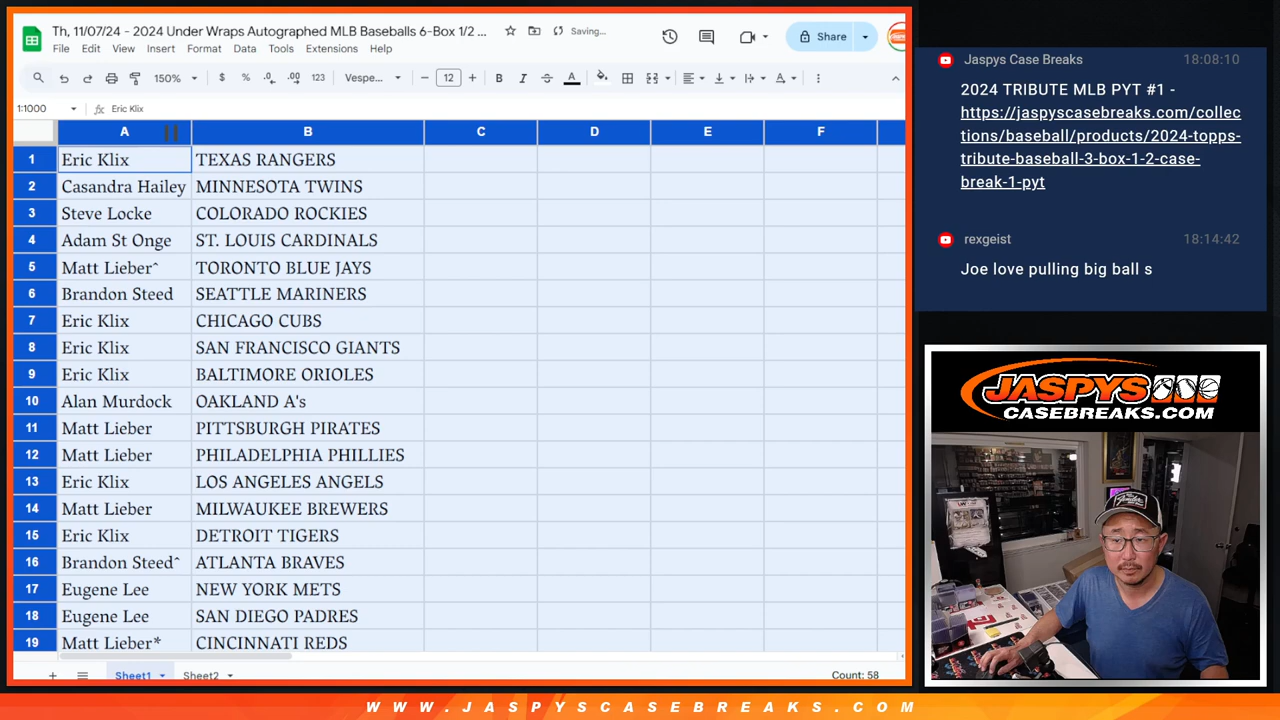 Th, 11/07/24 - 2024 Under Wraps Autographed MLB Baseballs 6-Box 1/2 ...
Saving...
Share
File Edit View Insert Format Data Tools Extensions Help
150% $ % .0 .00 123 Vespe... 12 B I A
1:1000 fx Eric Klix
A B C D E F
1 Eric Klix TEXAS RANGERS
2 Casandra Hailey MINNESOTA TWINS
3 Steve Locke COLORADO ROCKIES
4 Adam St Onge ST. LOUIS CARDINALS
5 Matt Lieber^ TORONTO BLUE JAYS
6 Brandon Steed SEATTLE MARINERS
7 Eric Klix CHICAGO CUBS
8 Eric Klix SAN FRANCISCO GIANTS
9 Eric Klix BALTIMORE ORIOLES
10 Alan Murdock OAKLAND A's
11 Matt Lieber PITTSBURGH PIRATES
12 Matt Lieber PHILADELPHIA PHILLIES
13 Eric Klix LOS ANGELES ANGELS
14 Matt Lieber MILWAUKEE BREWERS
15 Eric Klix DETROIT TIGERS
16 Brandon Steed^ ATLANTA BRAVES
17 Eugene Lee NEW YORK METS
18 Eugene Lee SAN DIEGO PADRES
19 Matt Lieber* CINCINNATI REDS
Sheet1 Sheet2 Count: 58
Jaspys Case Breaks 18:08:10
2024 TRIBUTE MLB PYT #1 -
https://jaspyscasebreaks.com/collec
tions/baseball/products/2024-topps-
tribute-baseball-3-box-1-2-case-
break-1-pyt
rexgeist 18:14:42
Joe love pulling big ball s
JASPYS
CASEBREAKS.COM
WWW.JASPYSCASEBREAKS.COM